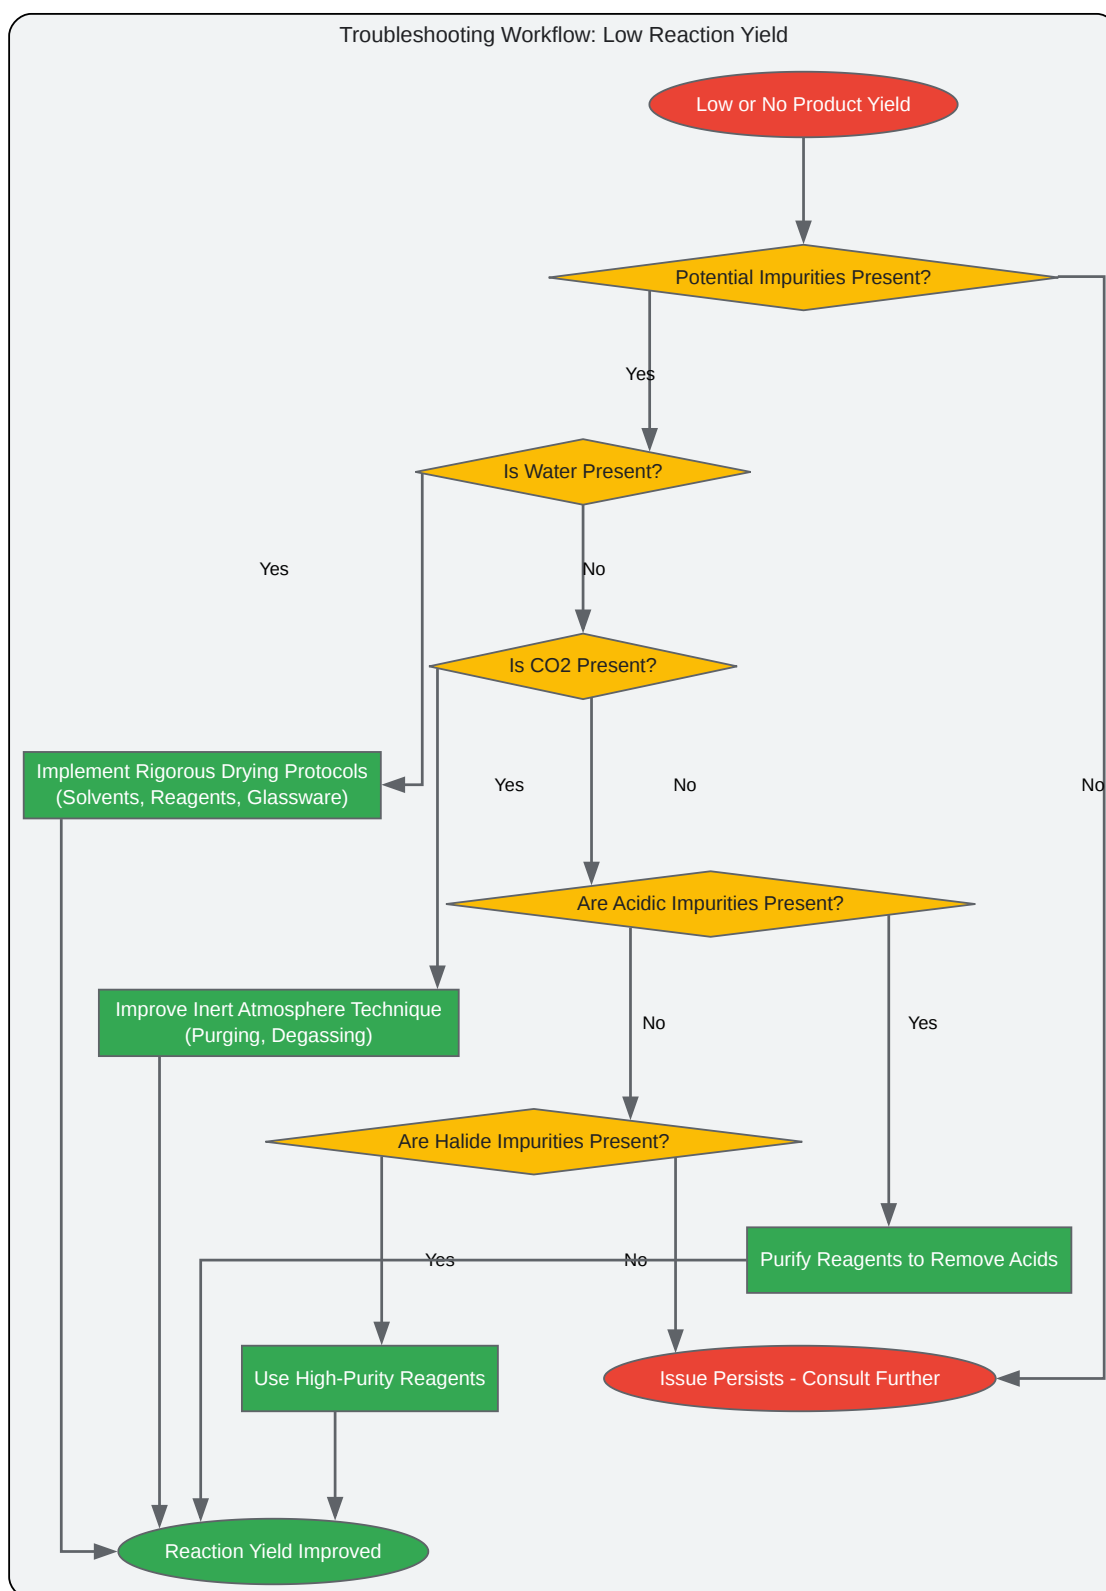 Troubleshooting Workflow: Low Reaction Yield
Low or No Product Yield
Potential Impurities Present?
Yes
Is Water Present?
Yes
No
Is CO2 Present?
Implement Rigorous Drying Protocols
(Solvents, Reagents, Glassware)
Yes
No
No
Are Acidic Impurities Present?
Improve Inert Atmosphere Technique
(Purging, Degassing)
No
Yes
Are Halide Impurities Present?
Yes
No
Purify Reagents to Remove Acids
Use High-Purity Reagents
Issue Persists - Consult Further
Reaction Yield Improved